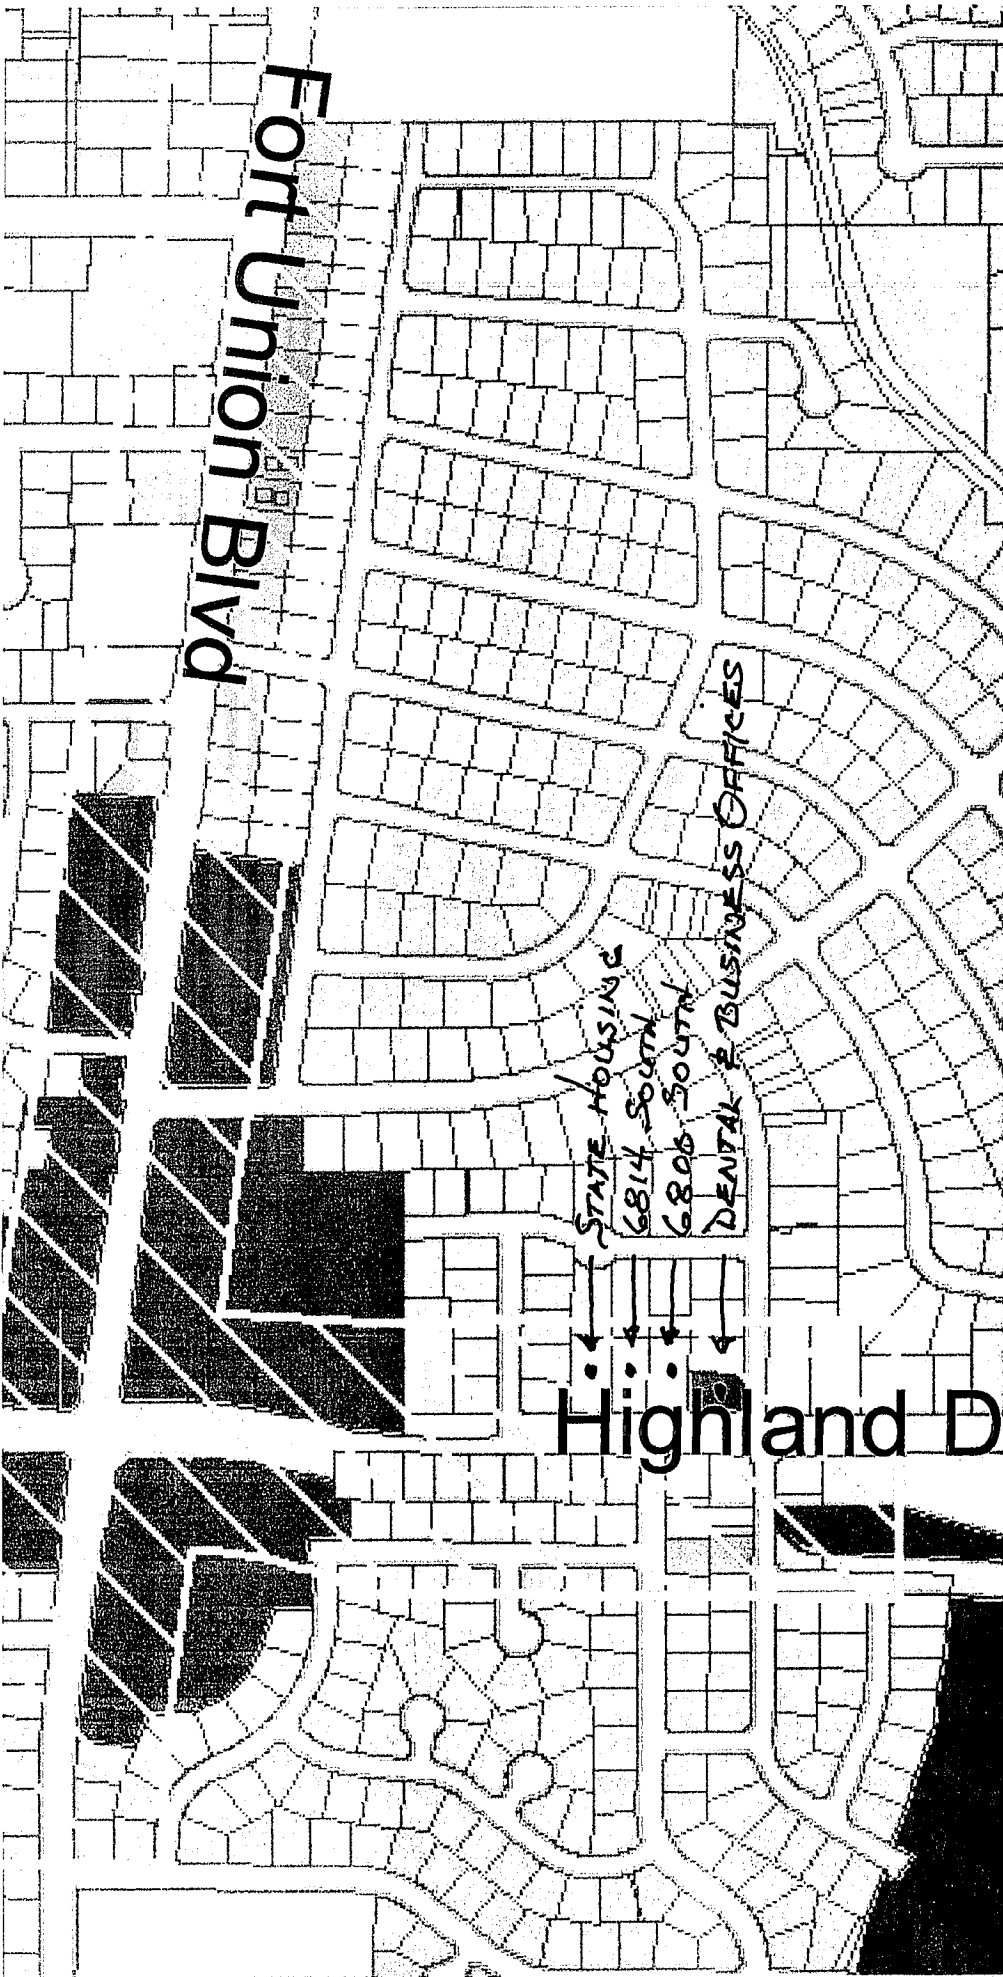 Fort Union Blvd
STATE HOUSING
6814 SOUTH
6806 SOUTH
DENTAL & BUSINESS OFFICES
Highland D